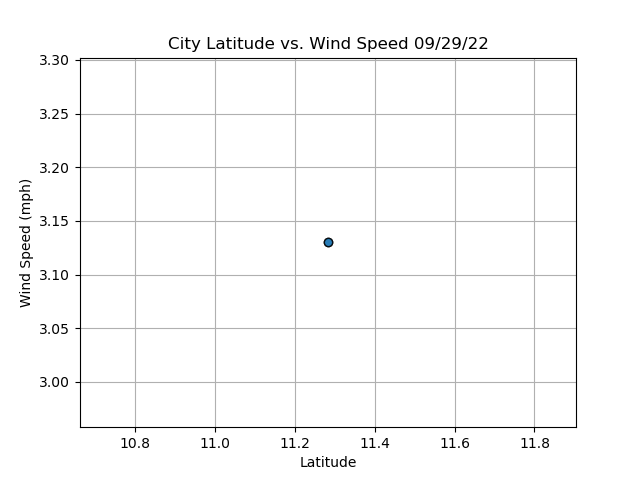 City Latitude vs. Wind Speed 09/29/22
3.30
3.25
3.20
3.15
3.10
3.05
3.00
Wind Speed (mph)
10.8 11.0 11.2 11.4 11.6 11.8
Latitude